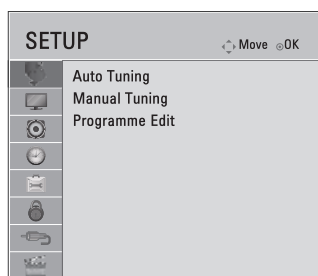 SETUP
Move OK
Auto Tuning
Manual Tuning
Programme Edit